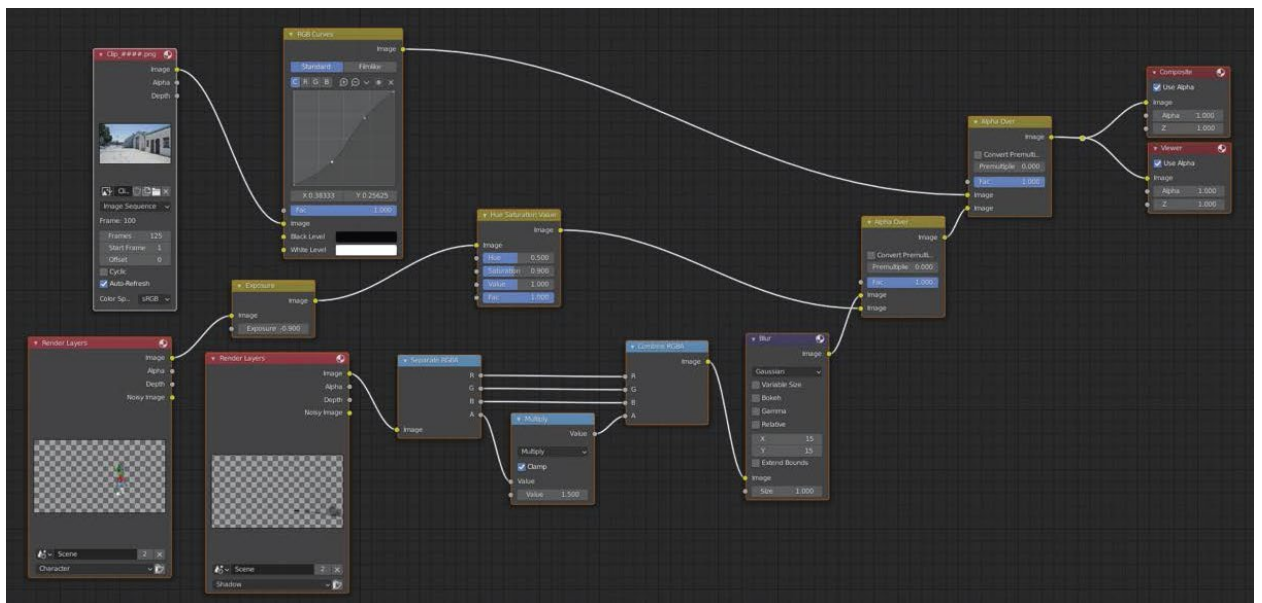 Clip_####.png
Image
Alpha
Depth
Image Sequence
Frame: 100
Frames 125
Start Frame 1
Offset 0
Cyclic
Auto-Refresh
Color Sp.. sRGB
RGB Curves
Image
Standard Filmlike
C R G B
X 0.38333 Y 0.25625
Fac 1.000
Image
Black Level
White Level
Exposure
Image
Image
Exposure -0.900
Hue Saturation Value
Image
Image
Hue 0.500
Saturation 0.900
Value 1.000
Fac 1.000
Render Layers
Image
Alpha
Depth
Noisy Image
Scene 2
Character
Render Layers
Image
Alpha
Depth
Noisy Image
Scene 2
Shadow
Separate RGBA
R
G
B
A
Image
Multiply
Value
Multiply
Clamp
Value
Value 1.500
Combine RGBA
Image
R
G
B
A
Blur
Image
Gaussian
Variable Size
Bokeh
Gamma
Relative
X 15
Y 15
Extend Bounds
Image
Size 1.000
Alpha Over
Image
Convert Premulti..
Premultiple 0.000
Fac 1.000
Image
Image
Alpha Over
Image
Convert Premulti..
Premultiple 0.000
Fac 1.000
Image
Image
Composite
Use Alpha
Image
Alpha 1.000
Z 1.000
Viewer
Use Alpha
Image
Alpha 1.000
Z 1.000